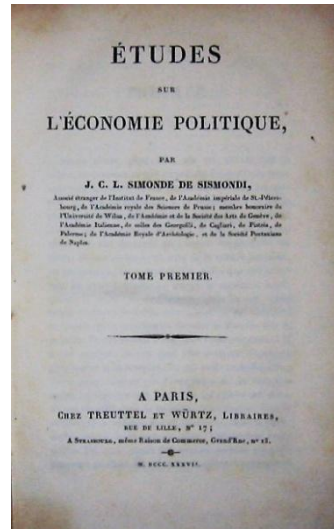 ÉTUDES
SUR
L'ÉCONOMIE POLITIQUE,
PAR
J. C. L. SIMONDE DE SISMONDI,
Associé étranger de l'Institut de France, de l'Académie impériale de St.-Péters-
bourg, de l'Académie royale des Sciences de Prusse; membre honoraire de
l'Université de Wilna, de l'Académie et de la Société des Arts de Genève, de
l'Académie Italienne, de celles des Georgofili, de Cagliari, de Pistoia, de
Palerme; de l'Académie Royale d'Archéologie, et de la Société Pontaniana
de Naples.
TOME PREMIER.
A PARIS,
CHEZ TREUTTEL ET WÜRTZ, LIBRAIRES,
RUE DE LILLE, N° 17;
A STRASBOURG, même Raison de Commerce, Grand'Rue, n° 15.
M. DCCC. XXXVII.